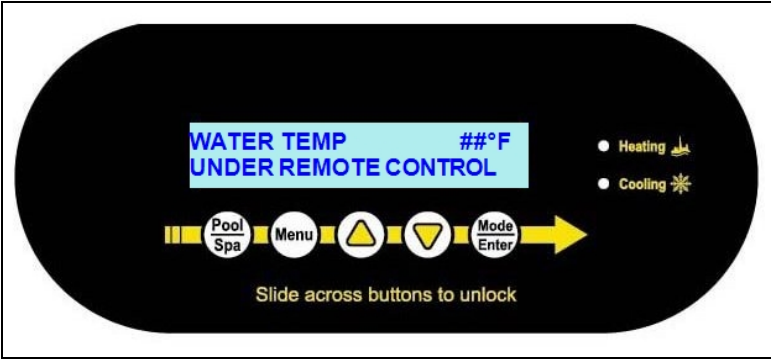 WATER TEMP ##°F
UNDER REMOTE CONTROL
Heating
Cooling
Pool
Spa
Menu
Mode
Enter
Slide across buttons to unlock